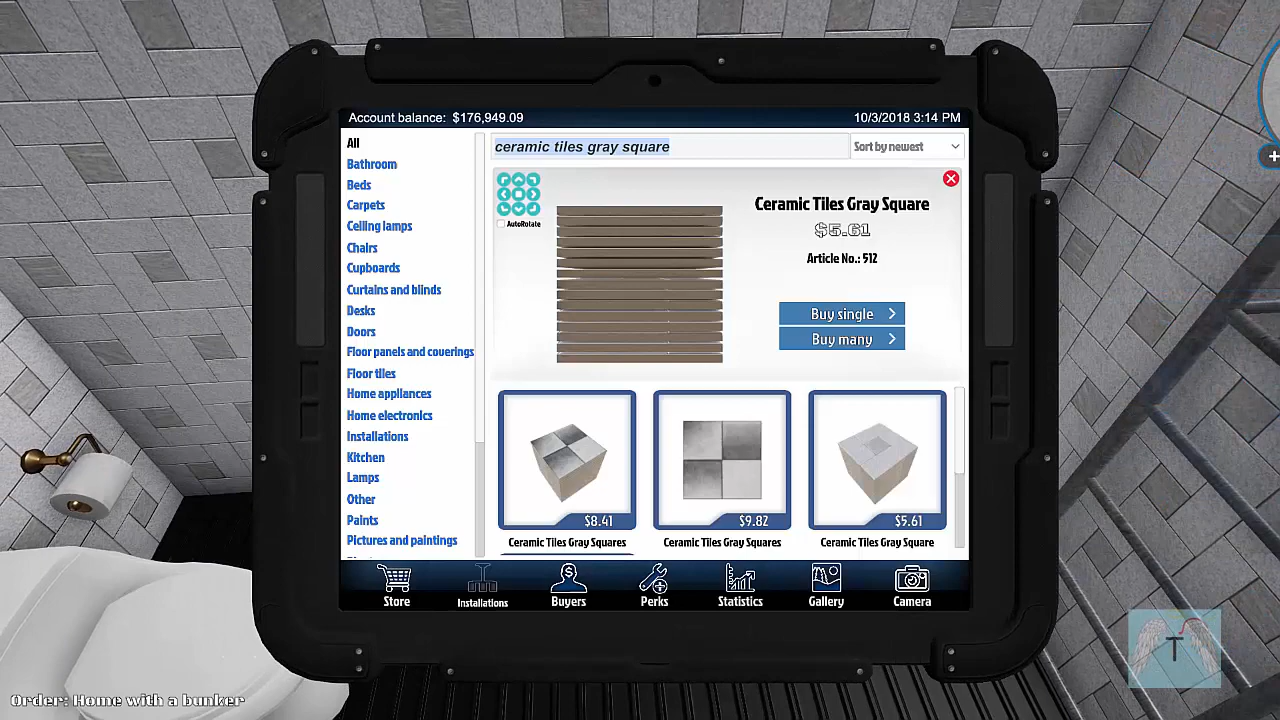 Account balance: $176,949.09
10/3/2018 3:14 PM
ceramic tiles gray square
Sort by newest
All
Bathroom
Beds
Carpets
Ceiling lamps
Chairs
Cupboards
Curtains and blinds
Desks
Doors
Floor panels and coverings
Floor tiles
Home appliances
Home electronics
Installations
Kitchen
Lamps
Other
Paints
Pictures and paintings
AutoRotate
Ceramic Tiles Gray Square
$5.61
Article No.: 512
Buy single
Buy many
$8.41
Ceramic Tiles Gray Squares
$9.82
Ceramic Tiles Gray Squares
$5.61
Ceramic Tiles Gray Square
Store
Installations
Buyers
Perks
Statistics
Gallery
Camera
T
Order: Home with a bunker